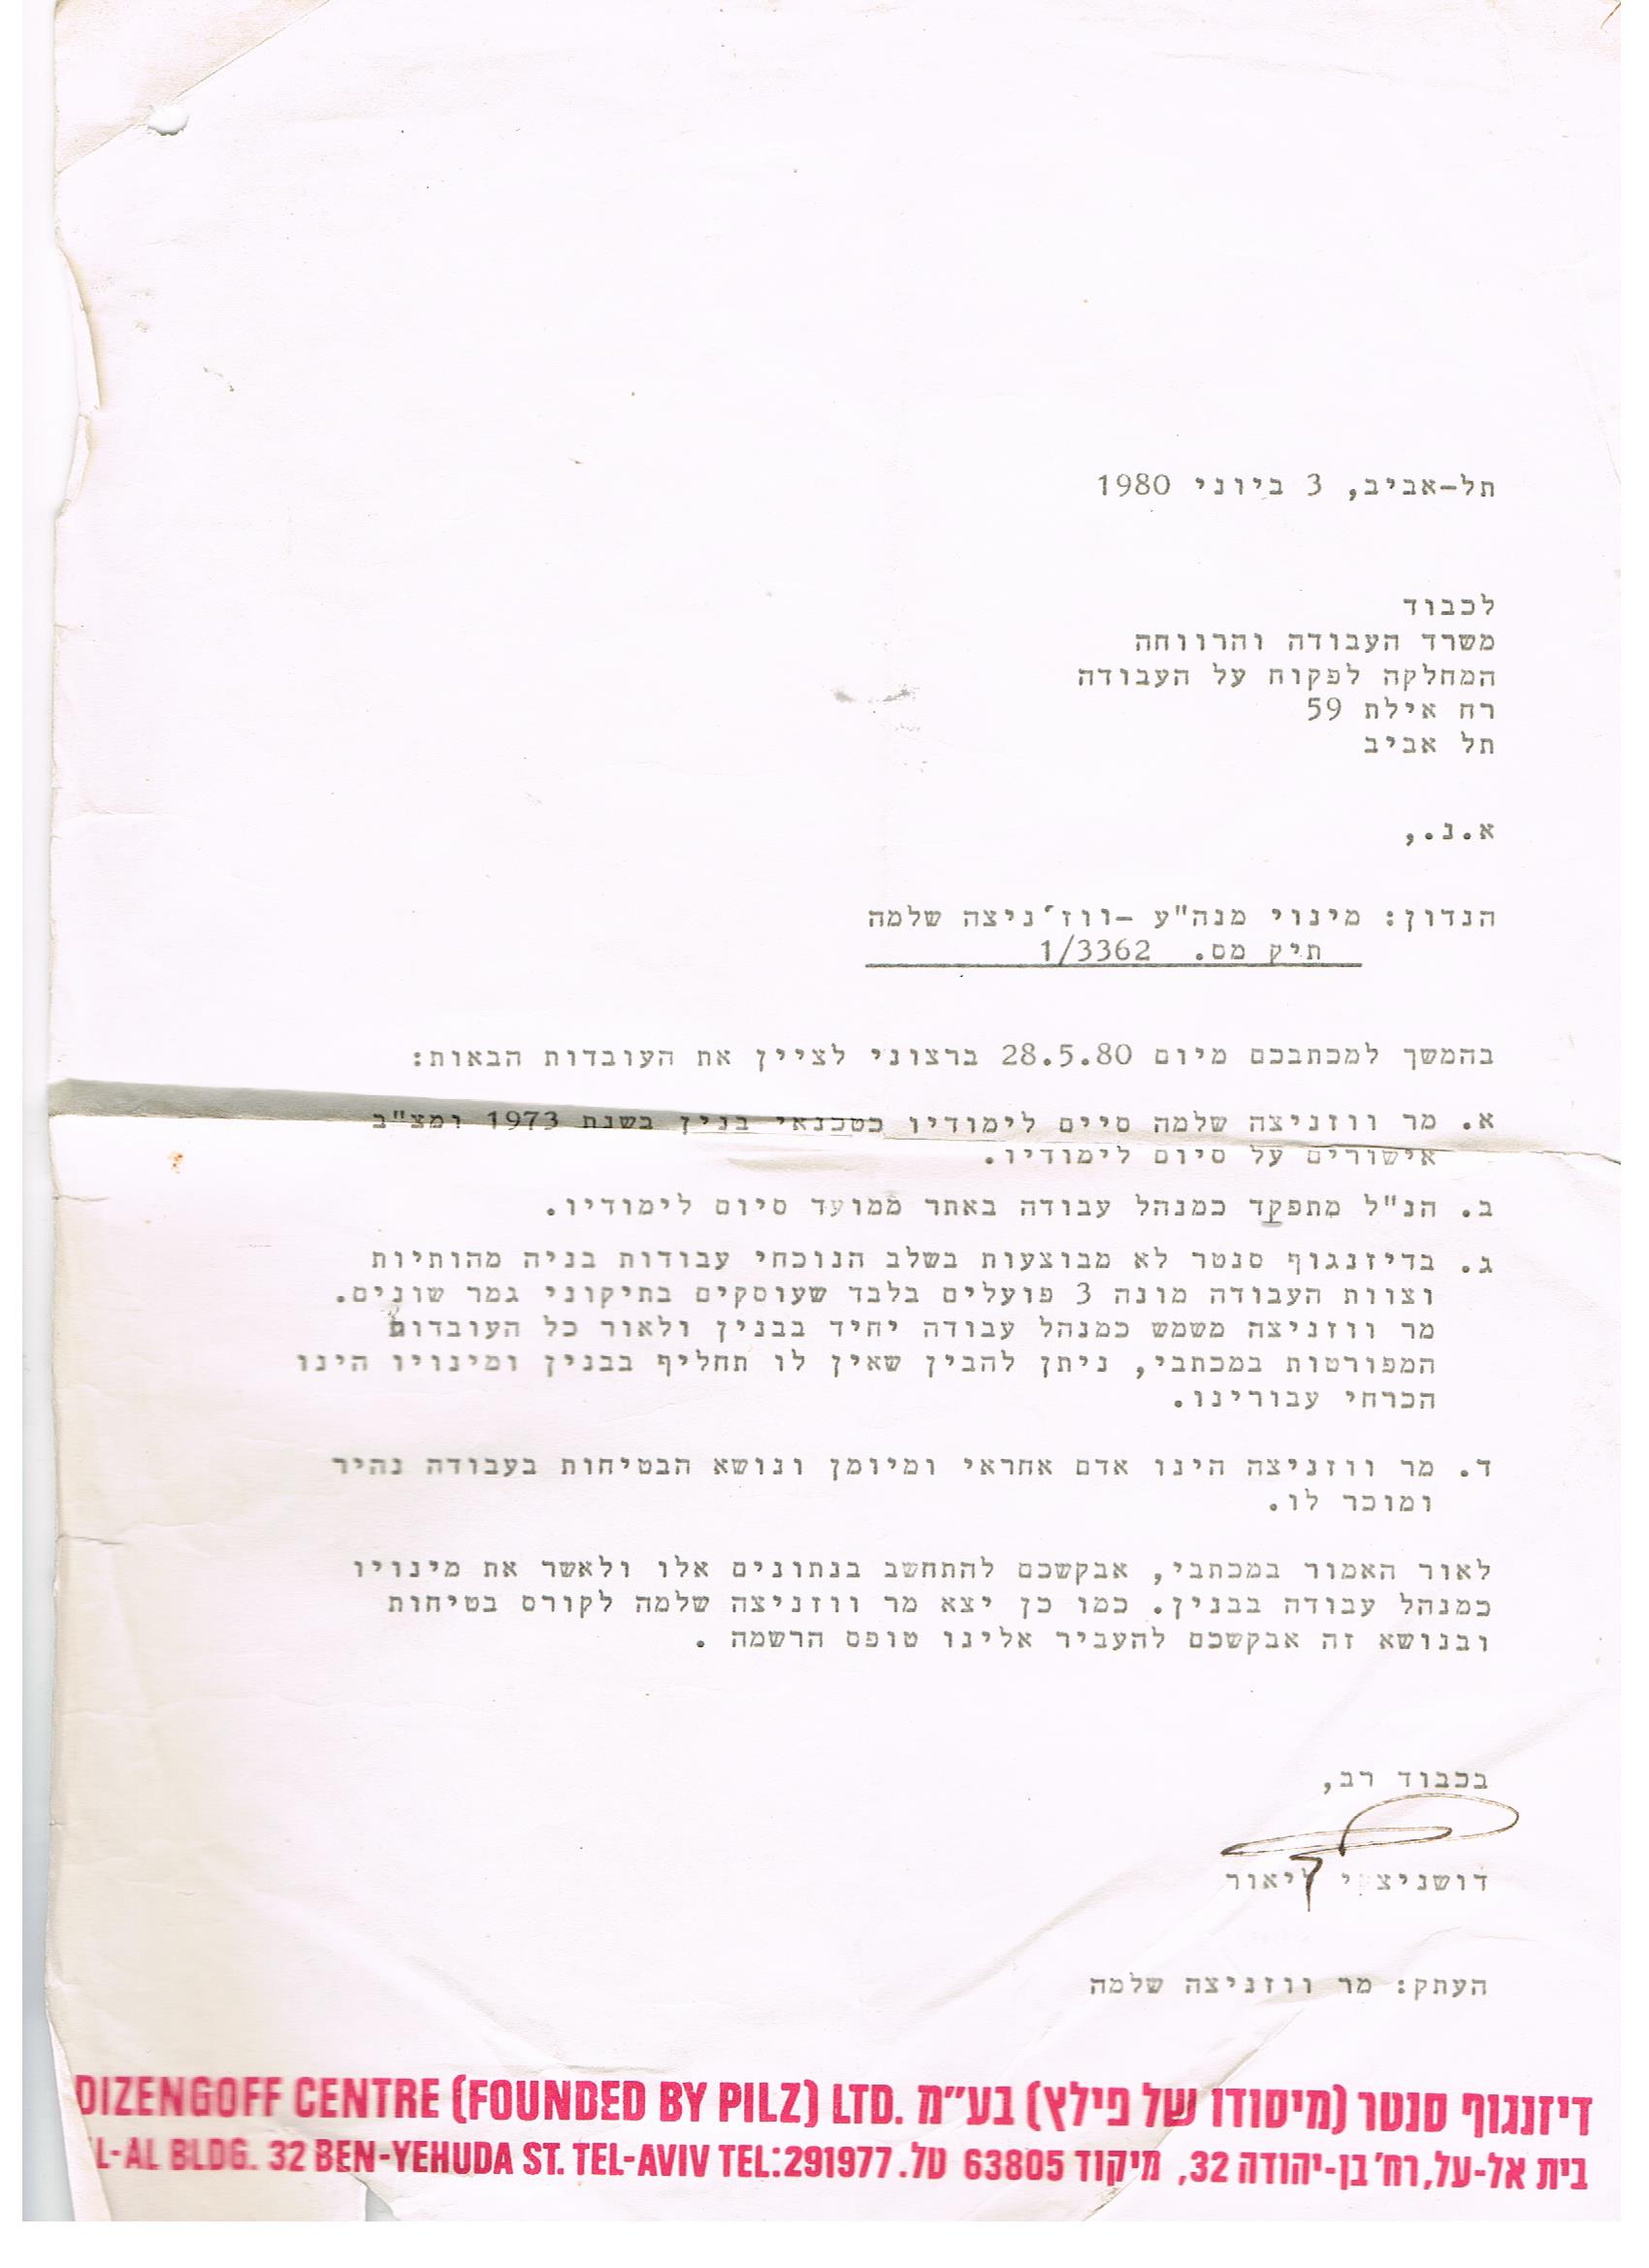 תל-אביב, 3 ביוני 1980
לכבוד
משרד העבודה והרווחה
המחלקה לפקוח על העבודה
רח אילת 59
תל אביב
א.נ.,
הנדון: מינוי מנה"ע -ווז'ניצה שלמה
תיק מס. 1/3362
בהמשך למכתבכם מיום 28.5.80 ברצוני לציין את העובדות הבאות:
א. מר ווזניצה שלמה סיים לימודיו כטכנאי בנין בשנת 1973 ומצ"ב
אישורים על סיום לימודיו.
ב. הנ"ל מתפקד כמנהל עבודה באתר ממועד סיום לימודיו.
ג. בדיזנגוף סנטר לא מבוצעות בשלב הנוכחי עבודות בניה מהותיות
וצוות העבודה מונה 3 פועלים בלבד שעוסקים בתיקוני גמר שונים.
מר ווזניצה משמש כמנהל עבודה יחיד בבנין ולאור כל העובדות
המפורטות במכתבי, ניתן להבין שאין לו תחליף בבנין ומינויו הינו
הכרחי עבורינו.
ד. מר ווזניצה הינו אדם אחראי ומיומן ונושא הבטיחות בעבודה נהיר
ומוכר לו.
לאור האמור במכתבי, אבקשכם להתחשב בנתונים אלו ולאשר את מינויו
כמנהל עבודה בבנין. כמו כן יצא מר ווזניצה שלמה לקורס בטיחות
ובנושא זה אבקשכם להעביר אלינו טופס הרשמה .
בכבוד רב,
ליאור
העתק: מר ווזניצה שלמה
דיזנגוף סנטר (מיסודו של פילץ) בע"מ DIZENGOFF CENTRE (FOUNDED BY PILZ) LTD.
בית אל-על, רח' בן-יהודה 32, מיקוד 63805 טל. L-AL BLDG. 32 BEN-YEHUDA ST. TEL-AVIV TEL:291977